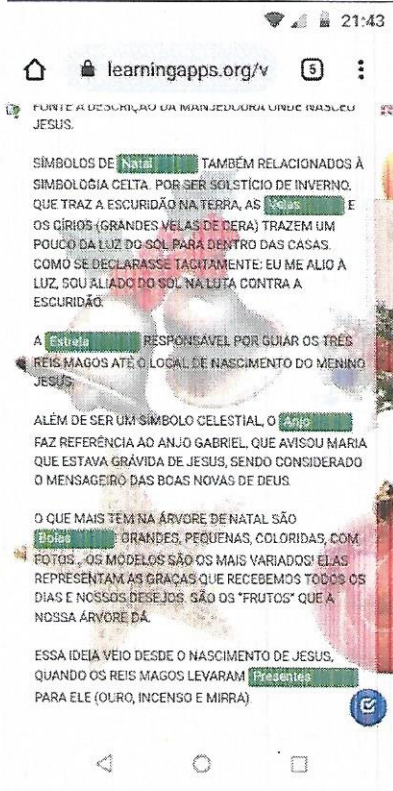 21:43
learningapps.org/v
5
FONTE A DESCRIÇÃO DA MANJEDOURA ONDE NASCEU
JESUS.
SÍMBOLOS DE Natal TAMBÉM RELACIONADOS À
SIMBOLOGIA CELTA. POR SER SOLSTÍCIO DE INVERNO,
QUE TRAZ A ESCURIDÃO NA TERRA, AS Velas E
OS CÍRIOS (GRANDES VELAS DE CERA) TRAZEM UM
POUCO DA LUZ DO SOL PARA DENTRO DAS CASAS.
COMO SE DECLARASSE TACITAMENTE: EU ME ALIO À
LUZ, SOU ALIADO DO SOL NA LUTA CONTRA A
ESCURIDÃO.
A Estrela RESPONSÁVEL POR GUIAR OS TRÊS
REIS MAGOS ATÉ O LOCAL DE NASCIMENTO DO MENINO
JESUS.
ALÉM DE SER UM SÍMBOLO CELESTIAL, O Anjo
FAZ REFERÊNCIA AO ANJO GABRIEL, QUE AVISOU MARIA
QUE ESTAVA GRÁVIDA DE JESUS, SENDO CONSIDERADO
O MENSAGEIRO DAS BOAS NOVAS DE DEUS.
O QUE MAIS TEM NA ÁRVORE DE NATAL SÃO
Bolas : GRANDES, PEQUENAS, COLORIDAS, COM
FOTOS , OS MODELOS SÃO OS MAIS VARIADOS! ELAS
REPRESENTAM AS GRAÇAS QUE RECEBEMOS TODOS OS
DIAS E NOSSOS DESEJOS. SÃO OS "FRUTOS" QUE A
NOSSA ÁRVORE DÁ.
ESSA IDEIA VEIO DESDE O NASCIMENTO DE JESUS,
QUANDO OS REIS MAGOS LEVARAM Presentes
PARA ELE (OURO, INCENSO E MIRRA)